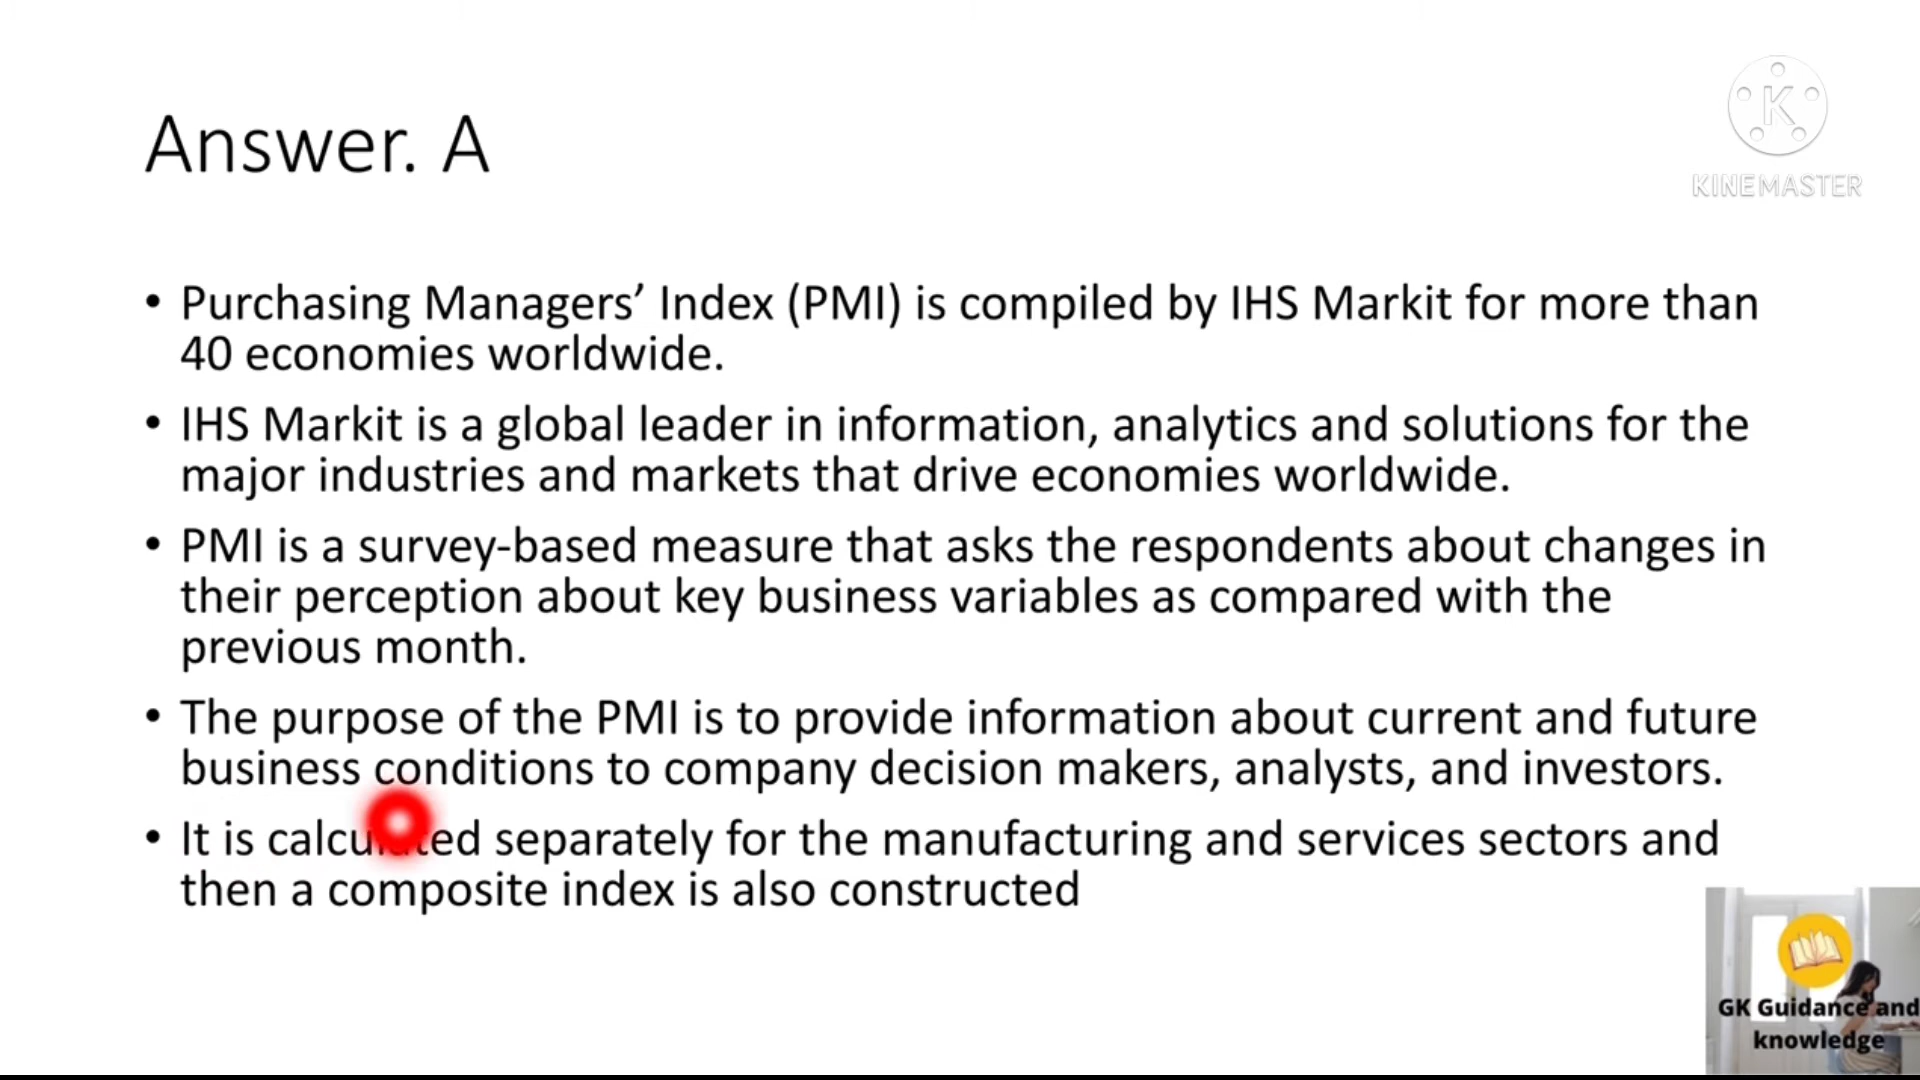 Answer. A
K
KINEMASTER
• Purchasing Managers’ Index (PMI) is compiled by IHS Markit for more than
40 economies worldwide.
• IHS Markit is a global leader in information, analytics and solutions for the
major industries and markets that drive economies worldwide.
• PMI is a survey-based measure that asks the respondents about changes in
their perception about key business variables as compared with the
previous month.
• The purpose of the PMI is to provide information about current and future
business conditions to company decision makers, analysts, and investors.
• It is calculated separately for the manufacturing and services sectors and
then a composite index is also constructed
GK Guidance and
knowledge